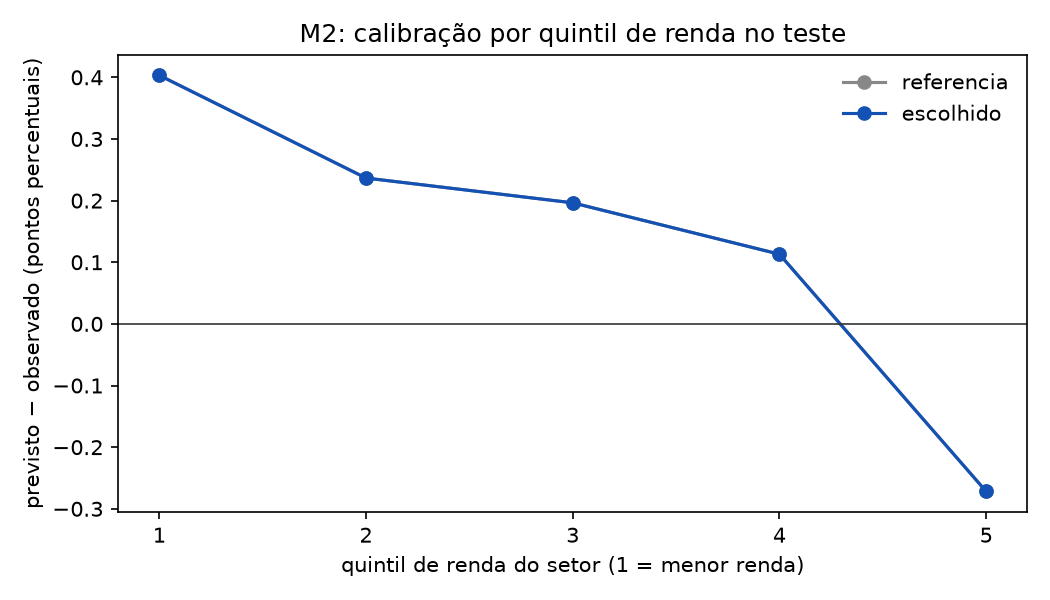 M2: calibração por quintil de renda no teste
previsto − observado (pontos percentuais)
0.4
0.3
0.2
0.1
0.0
−0.1
−0.2
−0.3
referencia
escolhido
1 2 3 4 5
quintil de renda do setor (1 = menor renda)